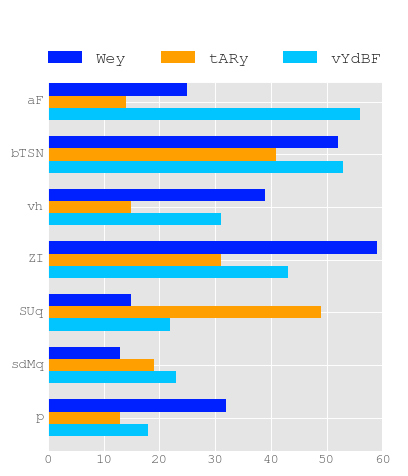 Wey tARy vYdBF
aF
bTSN
vh
ZI
SUq
sdMq
p
0 10 20 30 40 50 60